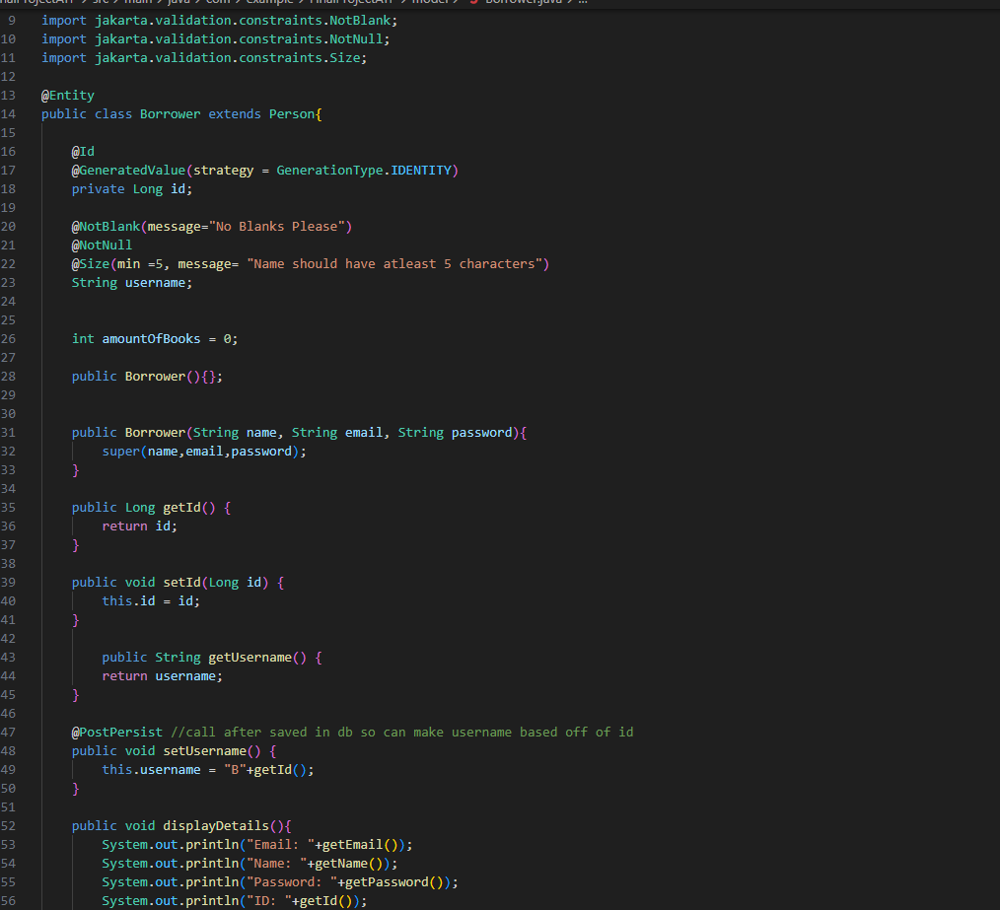 9 import jakarta.validation.constraints.NotBlank;
10 import jakarta.validation.constraints.NotNull;
11 import jakarta.validation.constraints.Size;
12
13 @Entity
14 public class Borrower extends Person{
15
16 @Id
17 @GeneratedValue(strategy = GenerationType.IDENTITY)
18 private Long id;
19
20 @NotBlank(message="No Blanks Please")
21 @NotNull
22 @Size(min =5, message= "Name should have atleast 5 characters")
23 String username;
24
25
26 int amountOfBooks = 0;
27
28 public Borrower(){};
29
30
31 public Borrower(String name, String email, String password){
32 super(name,email,password);
33 }
34
35 public Long getId() {
36 return id;
37 }
38
39 public void setId(Long id) {
40 this.id = id;
41 }
42
43 public String getUsername() {
44 return username;
45 }
46
47 @PostPersist //call after saved in db so can make username based off of id
48 public void setUsername() {
49 this.username = "B"+getId();
50 }
51
52 public void displayDetails(){
53 System.out.println("Email: "+getEmail());
54 System.out.println("Name: "+getName());
55 System.out.println("Password: "+getPassword());
56 System.out.println("ID: "+getId());